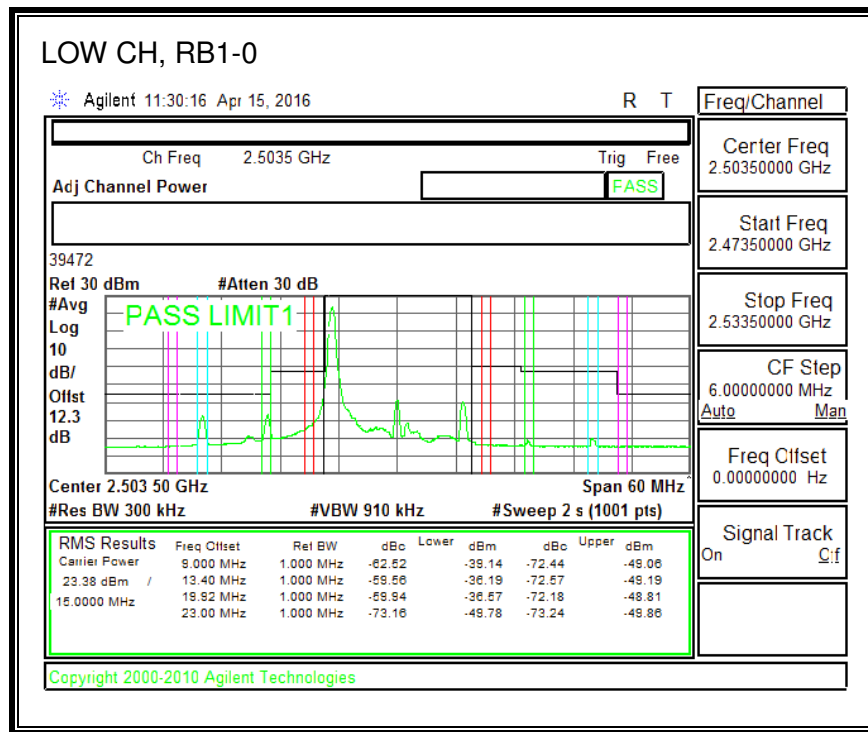 LOW CH, RB1-0
Agilent 11:30:16 Apr 15, 2016 R T
Freq/Channel
Ch Freq 2.5035 GHz Trig Free
Adj Channel Power PASS
Center Freq
2.50350000 GHz
Start Freq
2.47350000 GHz
Stop Freq
2.53350000 GHz
CF Step
6.00000000 MHz
Auto Man
Freq Offset
0.00000000 Hz
Signal Track
On Off
39472
Ref 30 dBm #Atten 30 dB
#Avg
Log
10
dB/
Offst
12.3
dB
PASS LIMIT1
Center 2.503 50 GHz Span 60 MHz
#Res BW 300 kHz #VBW 910 kHz #Sweep 2 s (1001 pts)
RMS Results Freq Offset Ref BW dBc Lower dBm dBc Upper dBm
Carrier Power 9.000 MHz 1.000 MHz -62.52 -39.14 -72.44 -49.06
23.38 dBm / 13.40 MHz 1.000 MHz -59.56 -36.19 -72.57 -49.19
15.0000 MHz 19.92 MHz 1.000 MHz -59.94 -36.57 -72.18 -48.81
23.00 MHz 1.000 MHz -73.16 -49.78 -73.24 -49.86
Copyright 2000-2010 Agilent Technologies